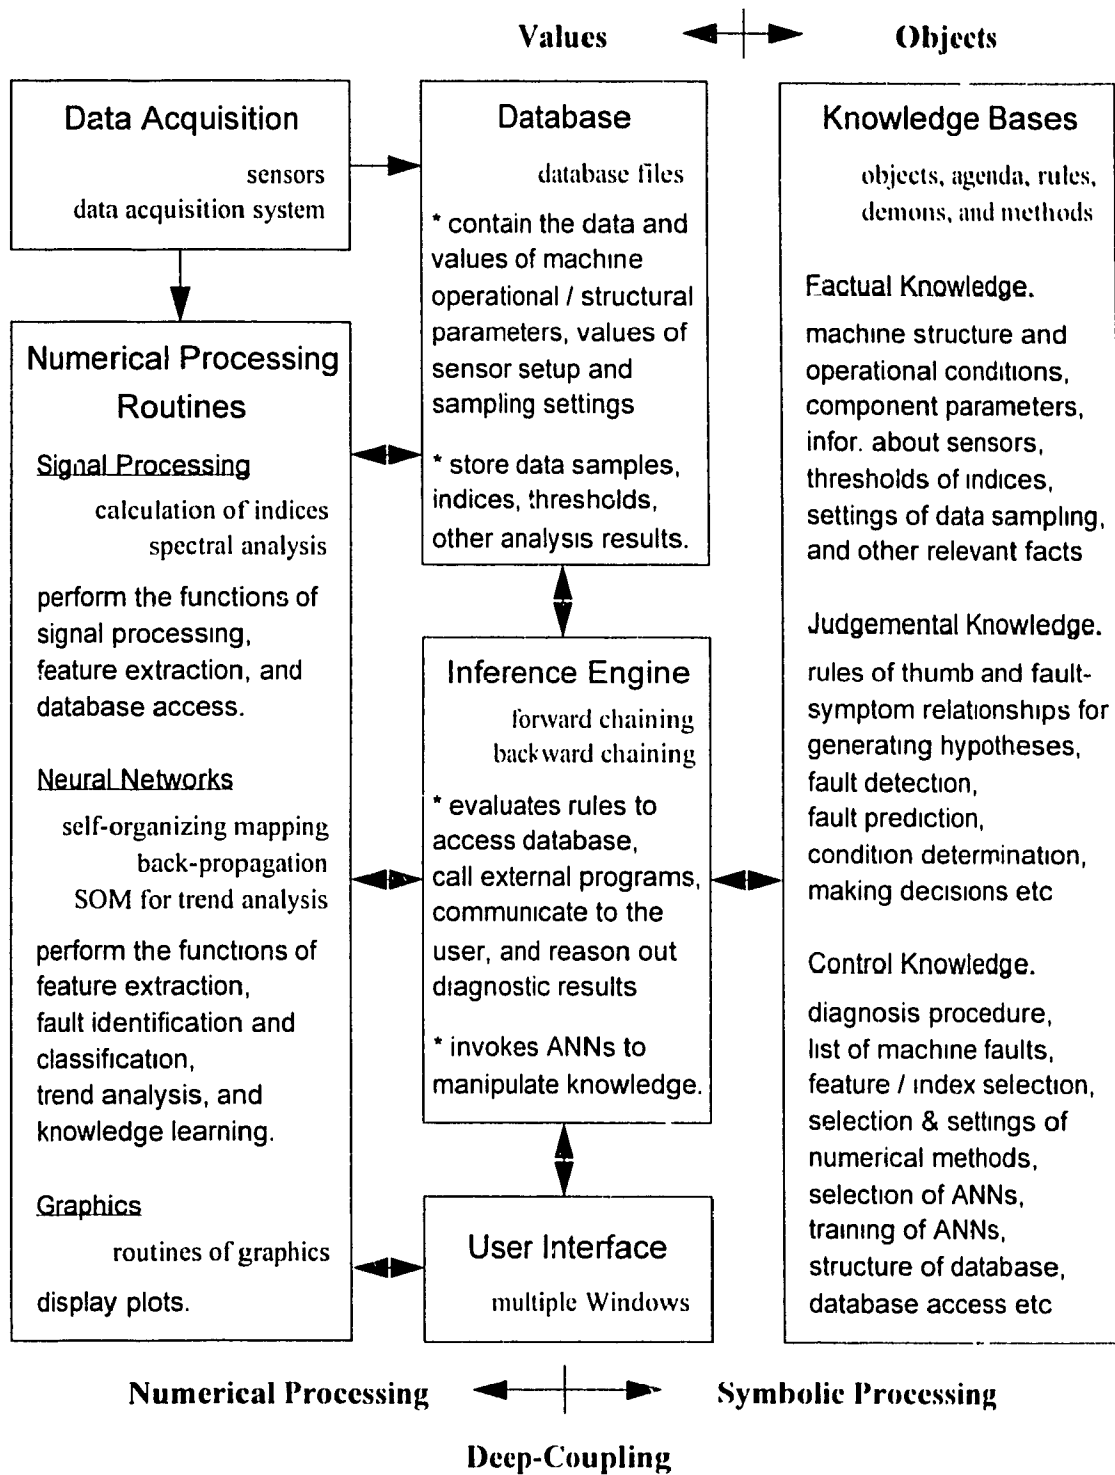 Values
Objects
Data Acquisition
sensors
data acquisition system
Database
database files
* contain the data and
values of machine
operational / structural
parameters, values of
sensor setup and
sampling settings
* store data samples,
indices, thresholds,
other analysis results.
Knowledge Bases
objects, agenda, rules,
demons, and methods
Factual Knowledge.
machine structure and
operational conditions,
component parameters,
infor. about sensors,
thresholds of indices,
settings of data sampling,
and other relevant facts
Judgemental Knowledge.
rules of thumb and fault-
symptom relationships for
generating hypotheses,
fault detection,
fault prediction,
condition determination,
making decisions etc
Control Knowledge.
diagnosis procedure,
list of machine faults,
feature / index selection,
selection & settings of
numerical methods,
selection of ANNs,
training of ANNs,
structure of database,
database access etc
Numerical Processing
Routines
Signal Processing
calculation of indices
spectral analysis
perform the functions of
signal processing,
feature extraction, and
database access.
Neural Networks
self-organizing mapping
back-propagation
SOM for trend analysis
perform the functions of
feature extraction,
fault identification and
classification,
trend analysis, and
knowledge learning.
Graphics
routines of graphics
display plots.
Inference Engine
forward chaining
backward chaining
* evaluates rules to
access database,
call external programs,
communicate to the
user, and reason out
diagnostic results
* invokes ANNs to
manipulate knowledge.
User Interface
multiple Windows
Numerical Processing
Symbolic Processing
Deep-Coupling